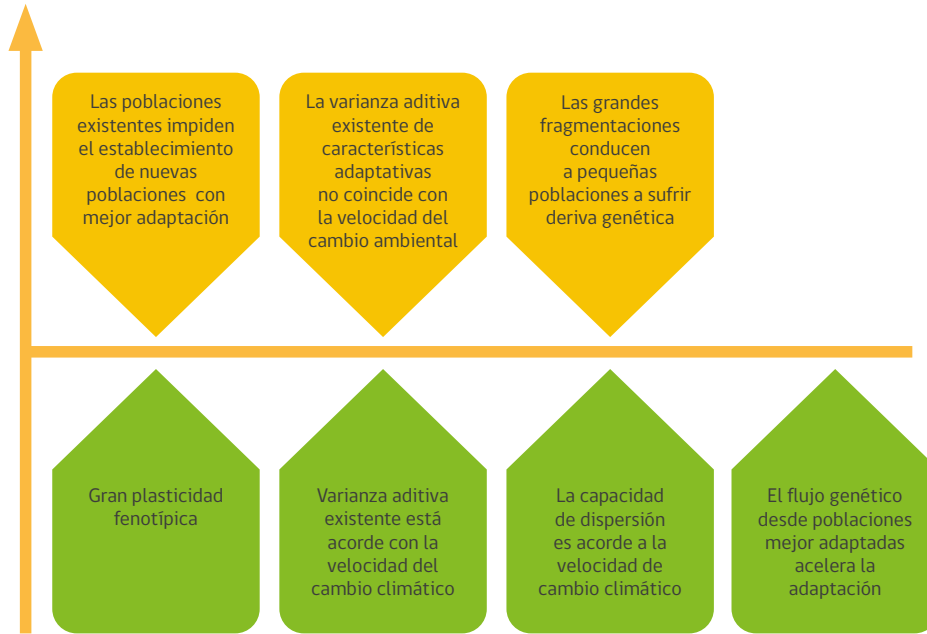 Las poblaciones
existentes impiden
el establecimiento
de nuevas
poblaciones con
mejor adaptación
La varianza aditiva
existente de
características
adaptativas
no coincide con
la velocidad del
cambio ambiental
Las grandes
fragmentaciones
conducen
a pequeñas
poblaciones a sufrir
deriva genética
Gran plasticidad
fenotípica
Varianza aditiva
existente está
acorde con la
velocidad del
cambio climático
La capacidad
de dispersión
es acorde a la
velocidad de
cambio climático
El flujo genético
desde poblaciones
mejor adaptadas
acelera la
adaptación